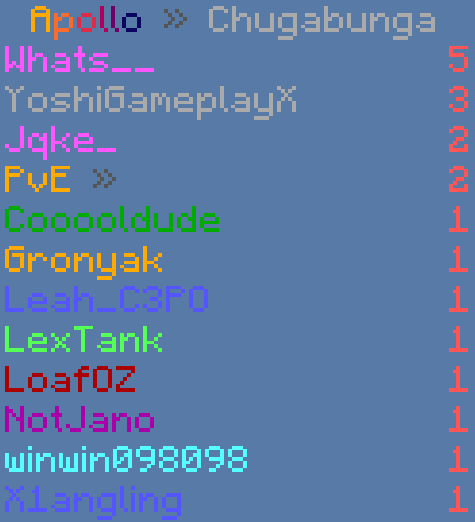 Apollo » Chugabunga
Whats__ 5
YoshiGameplayX 3
Jqke_ 2
PvE » 2
Cooooldude 1
Gronyak 1
Leah_C3PO 1
LexTank 1
LoafOZ 1
NotJano 1
winwin098098 1
X1angling 1